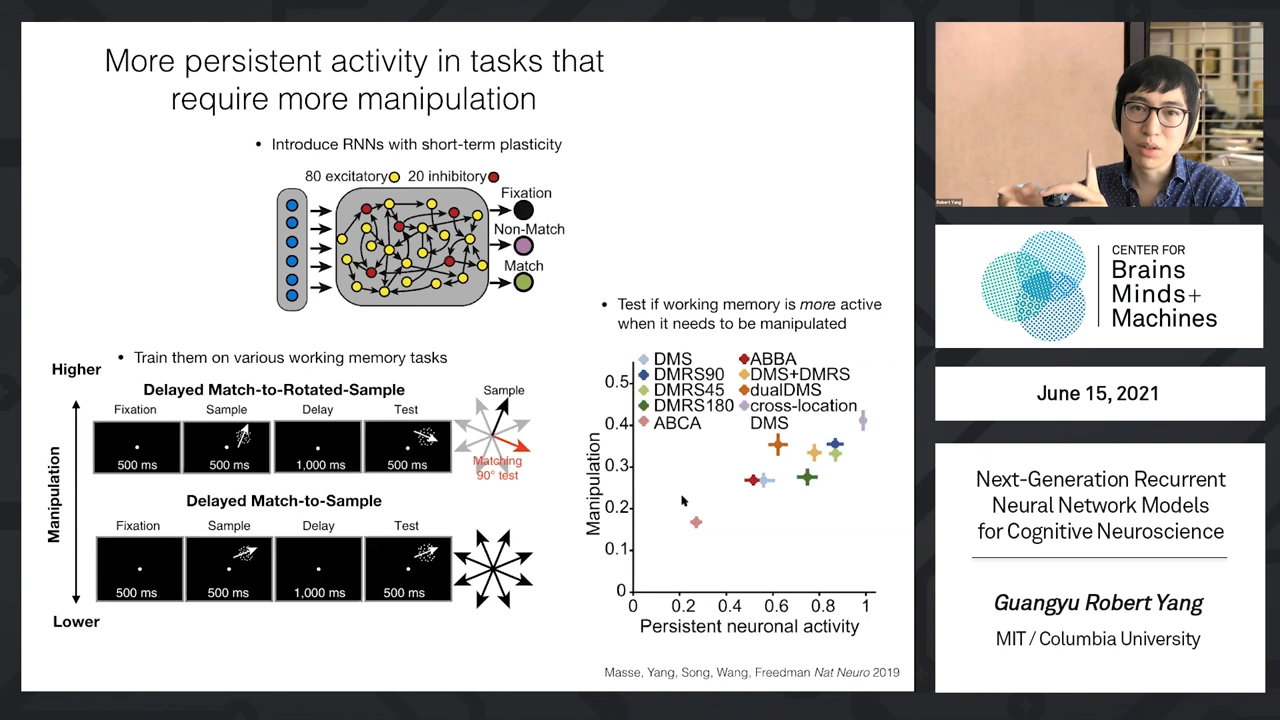 More persistent activity in tasks that
require more manipulation
• Introduce RNNs with short-term plasticity
80 excitatory 20 inhibitory
Fixation
Non-Match
Match
• Test if working memory is more active
when it needs to be manipulated
• Train them on various working memory tasks
Higher
Manipulation
Lower
Delayed Match-to-Rotated-Sample
Fixation Sample Delay Test
500 ms 500 ms 1,000 ms 500 ms
Sample
Matching
90° test
Delayed Match-to-Sample
Fixation Sample Delay Test
500 ms 500 ms 1,000 ms 500 ms
DMS ABBA
DMRS90 DMS+DMRS
DMRS45 dualDMS
DMRS180 cross-location
ABCA DMS
Manipulation
0.5
0.4
0.3
0.2
0.1
0
0 0.2 0.4 0.6 0.8 1
Persistent neuronal activity
Masse, Yang, Song, Wang, Freedman Nat Neuro 2019
Robert Yang
CENTER FOR
Brains
Minds+
Machines
June 15, 2021
Next-Generation Recurrent
Neural Network Models
for Cognitive Neuroscience
Guangyu Robert Yang
MIT / Columbia University